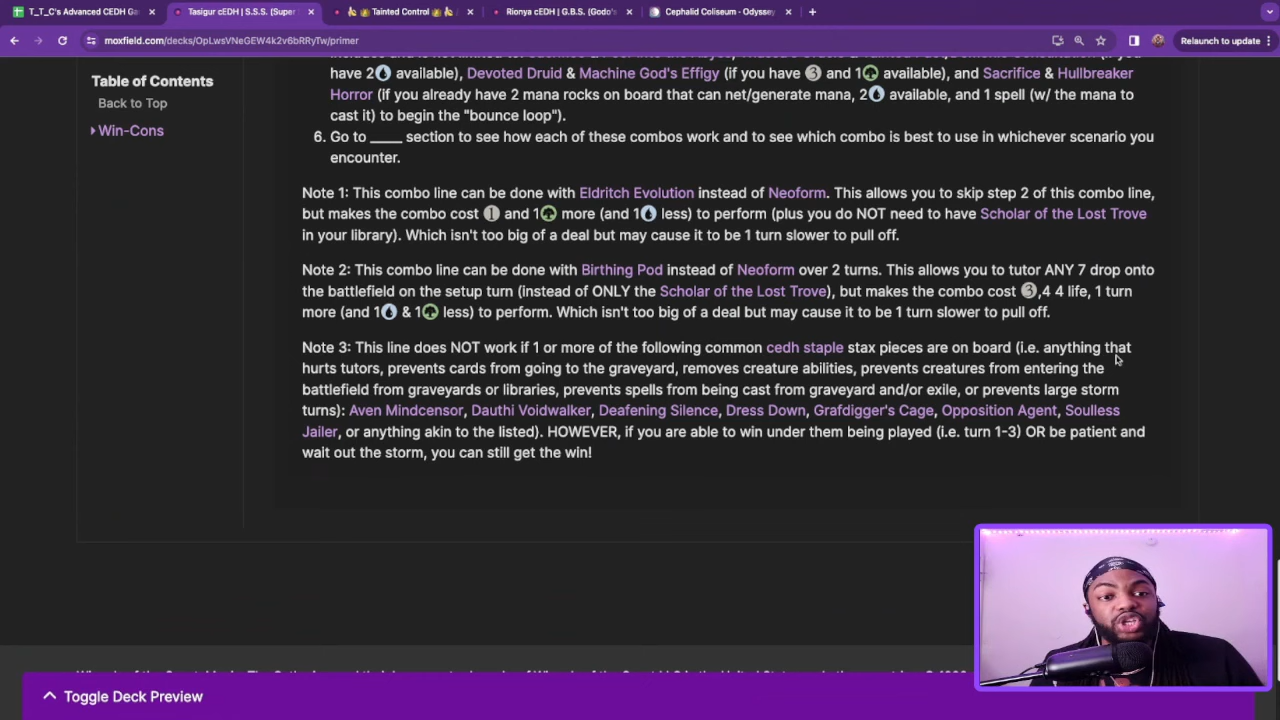 T_T_C's Advanced CEDH Ga
Tasigur cEDH | S.S.S. (Super
Tainted Control
Rionya cEDH | G.B.S. (Godo's
Cephalid Coliseum - Odyssey
moxfield.com/decks/OpLwsVNeGEW4k2v6bRRyTw/primer
Relaunch to update
Table of Contents
Back to Top
Win-Cons
have 2 available), Devoted Druid & Machine God's Effigy (if you have 3 and 1 available), and Sacrifice & Hullbreaker
Horror (if you already have 2 mana rocks on board that can net/generate mana, 2 available, and 1 spell (w/ the mana to
cast it) to begin the "bounce loop").
6. Go to _____ section to see how each of these combos work and to see which combo is best to use in whichever scenario you
encounter.
Note 1: This combo line can be done with Eldritch Evolution instead of Neoform. This allows you to skip step 2 of this combo line,
but makes the combo cost 1 and 1 more (and 1 less) to perform (plus you do NOT need to have Scholar of the Lost Trove
in your library). Which isn't too big of a deal but may cause it to be 1 turn slower to pull off.
Note 2: This combo line can be done with Birthing Pod instead of Neoform over 2 turns. This allows you to tutor ANY 7 drop onto
the battlefield on the setup turn (instead of ONLY the Scholar of the Lost Trove), but makes the combo cost 3,4 4 life, 1 turn
more (and 1 & 1 less) to perform. Which isn't too big of a deal but may cause it to be 1 turn slower to pull off.
Note 3: This line does NOT work if 1 or more of the following common cedh staple stax pieces are on board (i.e. anything that
hurts tutors, prevents cards from going to the graveyard, removes creature abilities, prevents creatures from entering the
battlefield from graveyards or libraries, prevents spells from being cast from graveyard and/or exile, or prevents large storm
turns): Aven Mindcensor, Dauthi Voidwalker, Deafening Silence, Dress Down, Grafdigger's Cage, Opposition Agent, Soulless
Jailer, or anything akin to the listed). HOWEVER, if you are able to win under them being played (i.e. turn 1-3) OR be patient and
wait out the storm, you can still get the win!
Toggle Deck Preview